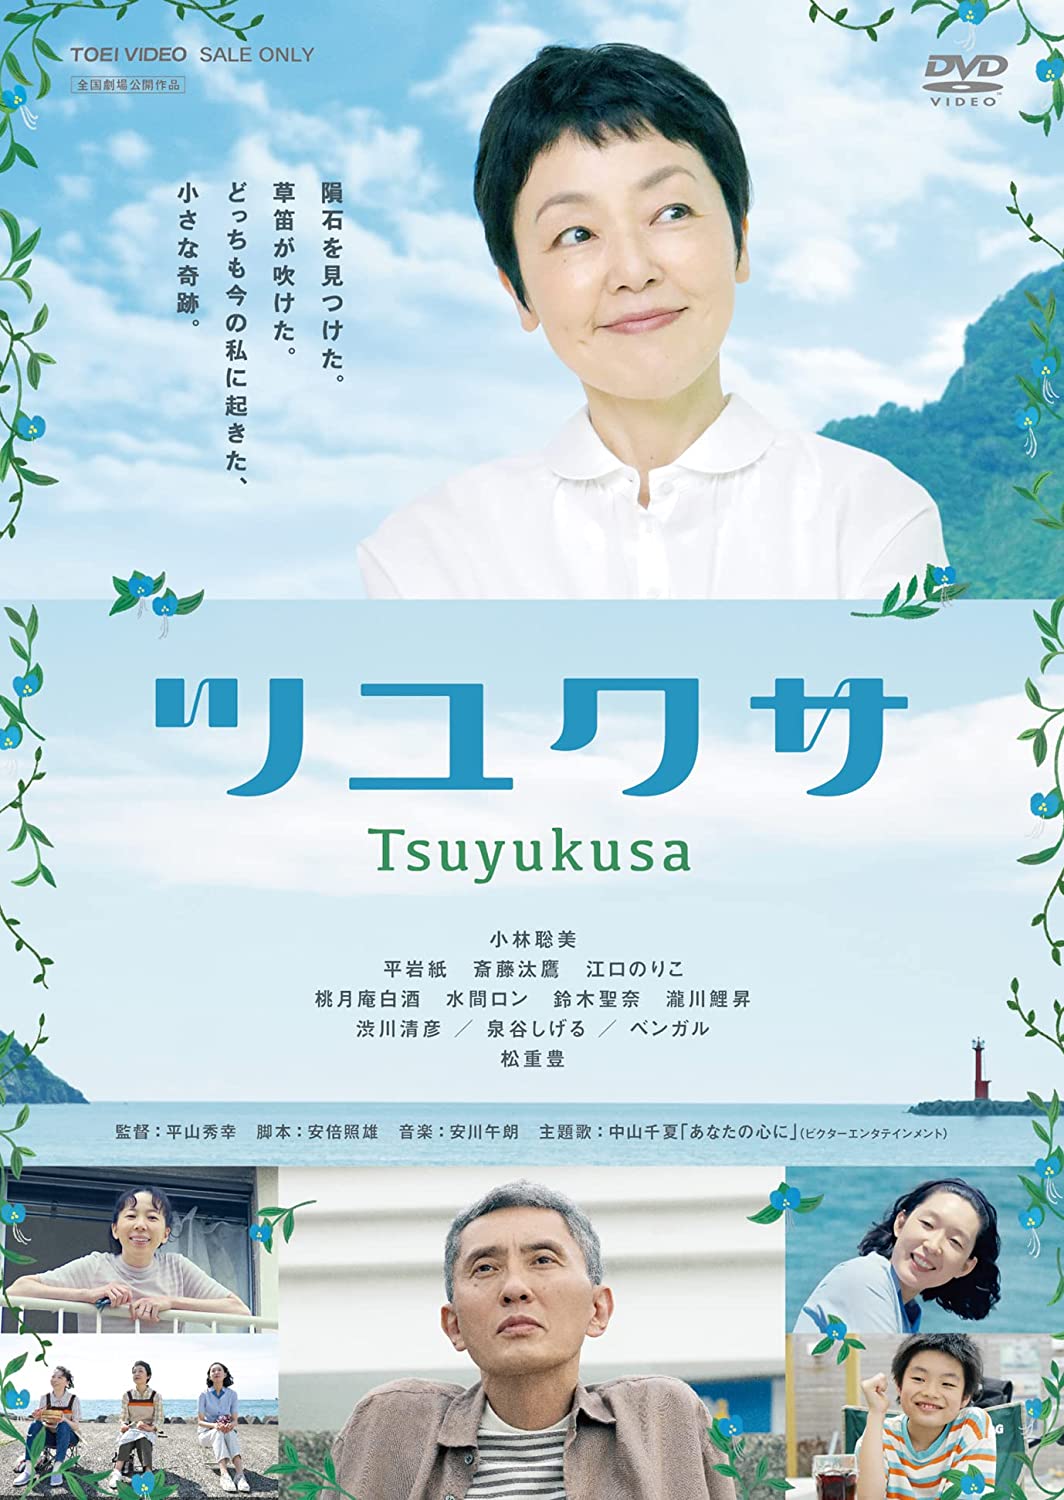 TOEI VIDEO SALE ONLY
全国劇場公開作品
DVD
VIDEO™
隕石を見つけた。
草笛が吹けた。
どっちも今の私に起きた、
小さな奇跡。
ツユクサ
Tsuyukusa
小林聡美
平岩紙 斎藤汰鷹 江口のりこ
桃月庵白酒 水間ロン 鈴木聖奈 瀧川鯉昇
渋川清彦 / 泉谷しげる / ベンガル
松重豊
監督：平山秀幸 脚本：安倍照雄 音楽：安川午朗 主題歌：中山千夏「あなたの心に」（ビクターエンタテインメント）